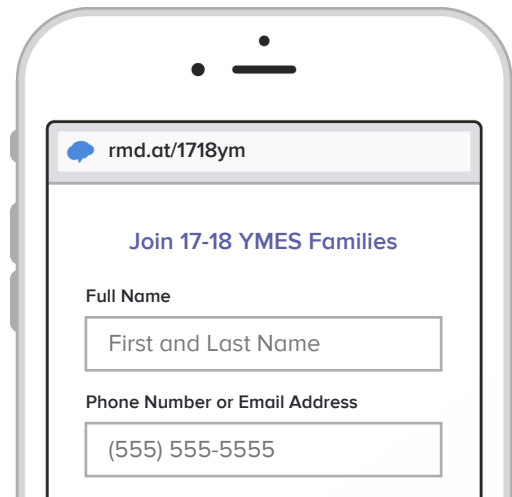 rmd.at/1718ym
Join 17-18 YMES Families
Full Name
First and Last Name
Phone Number or Email Address
(555) 555-5555